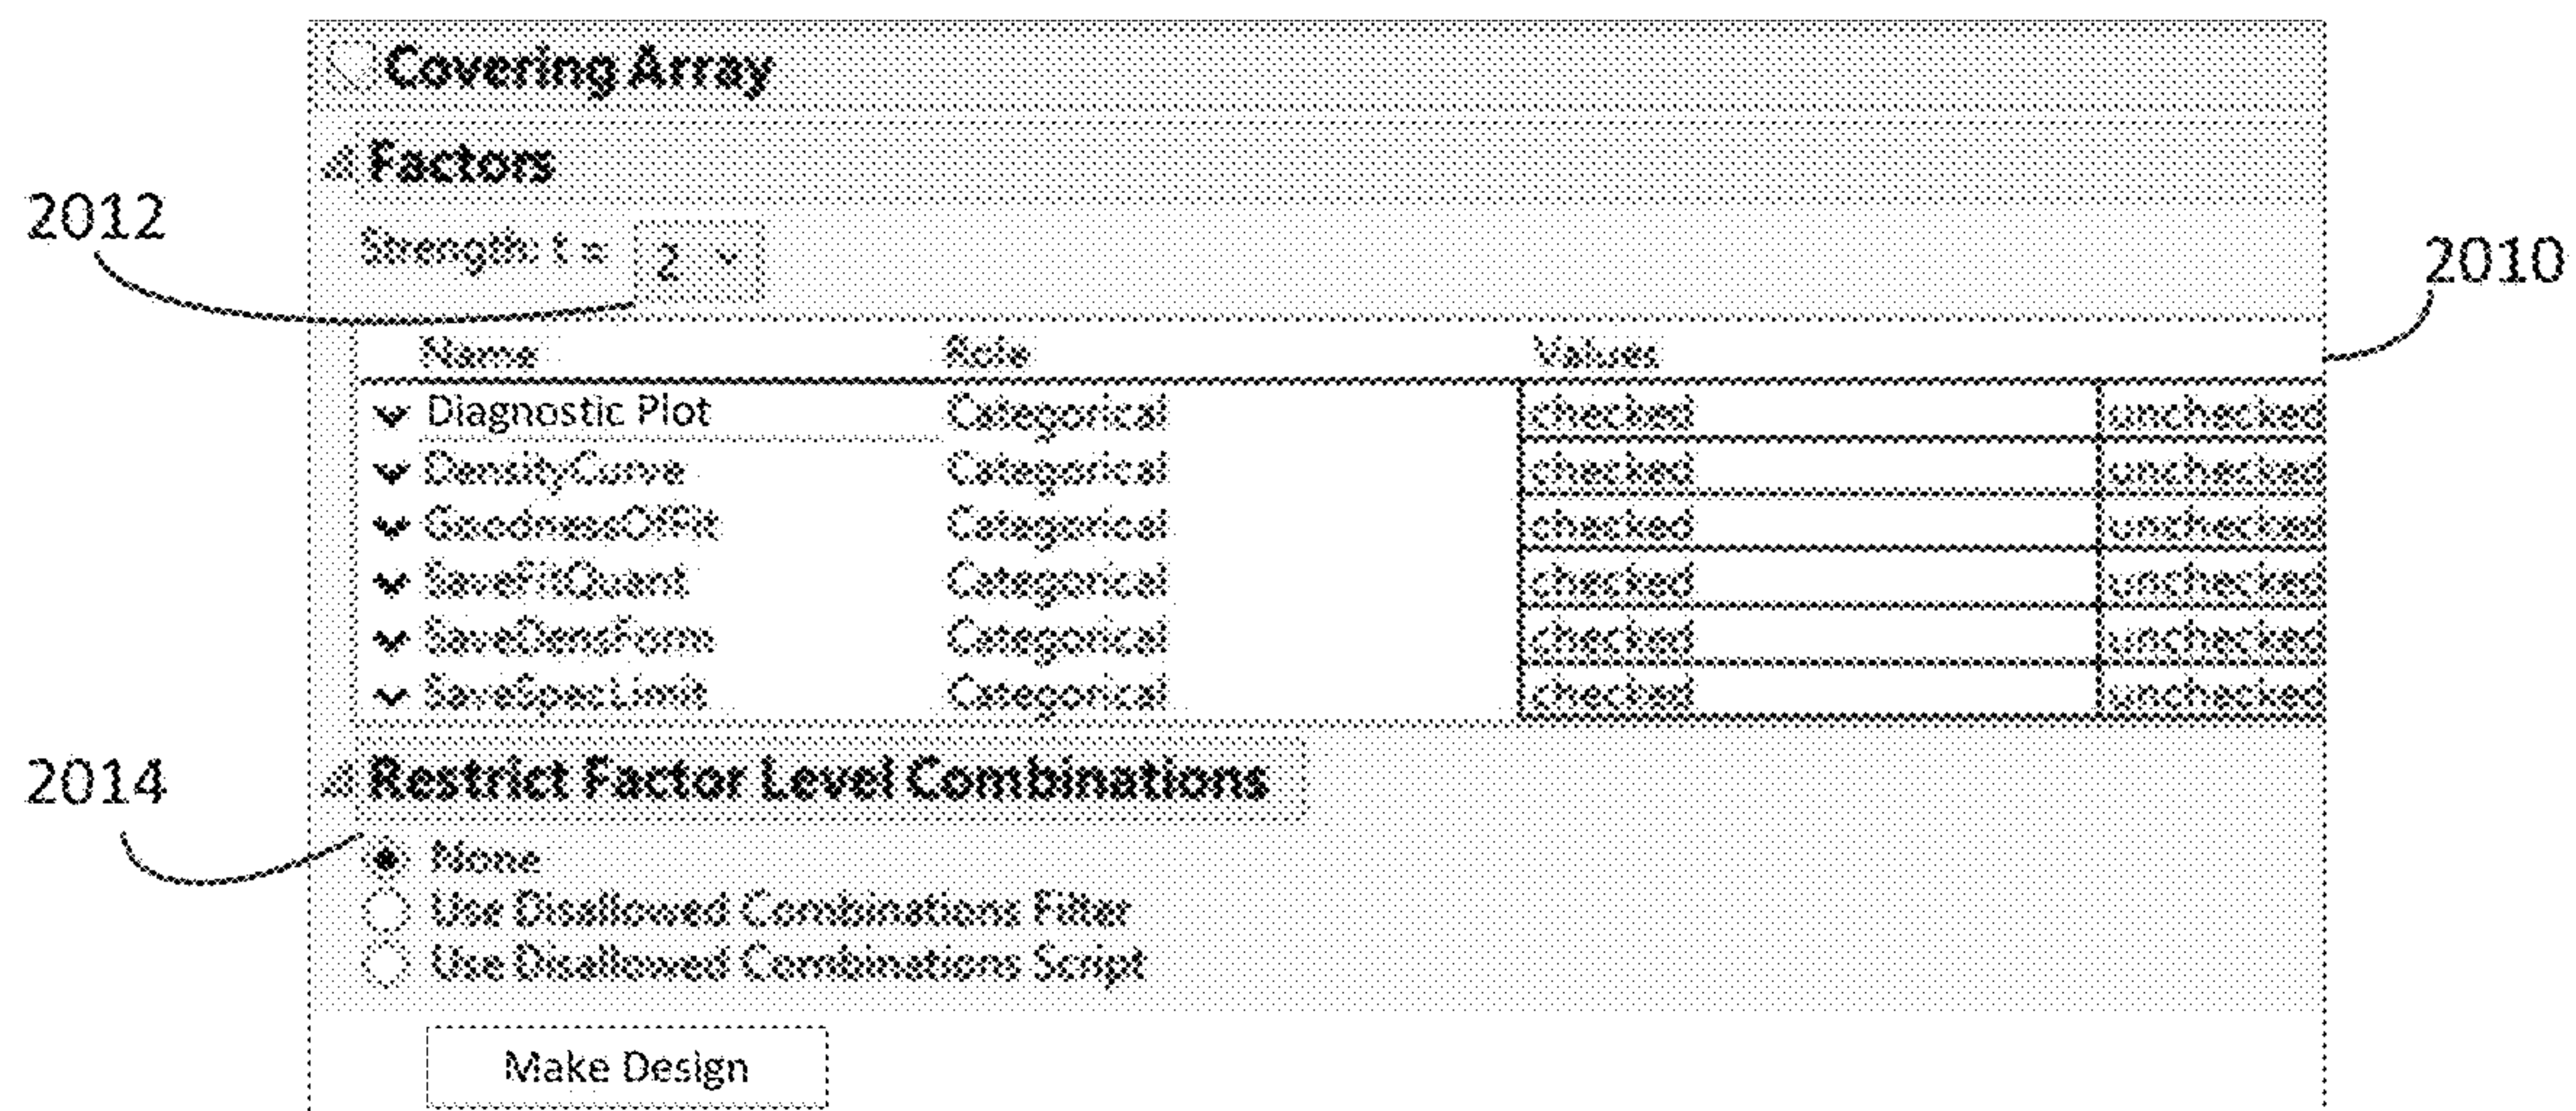 Covering Array
Factors
2012
Strength: t = 2
2010
Name Role Values
Diagnostic Plot Categorical checked unchecked
DensityCurve Categorical checked unchecked
GoodnessOfFit Categorical checked unchecked
SaveFitQuant Categorical checked unchecked
SaveDensForm Categorical checked unchecked
SaveSpecLimit Categorical checked unchecked
2014
Restrict Factor Level Combinations
None
Use Disallowed Combinations Filter
Use Disallowed Combinations Script
Make Design